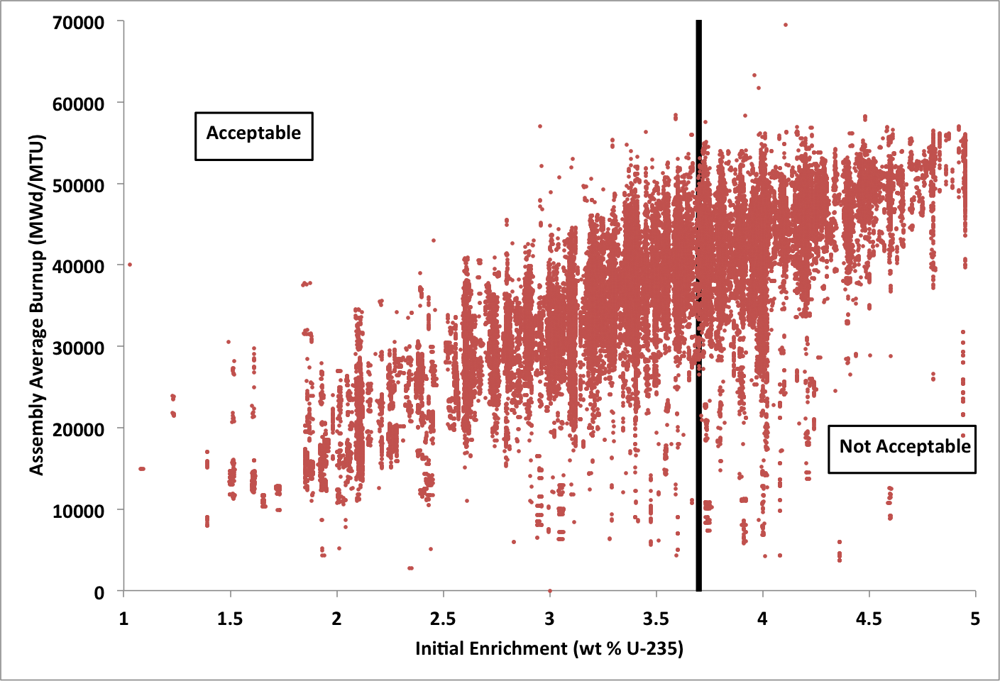 70000
60000
50000
40000
30000
20000
10000
0
Assembly Average Burnup (MWd/MTU)
Acceptable
Not Acceptable
1 1.5 2 2.5 3 3.5 4 4.5 5
Initial Enrichment (wt % U-235)